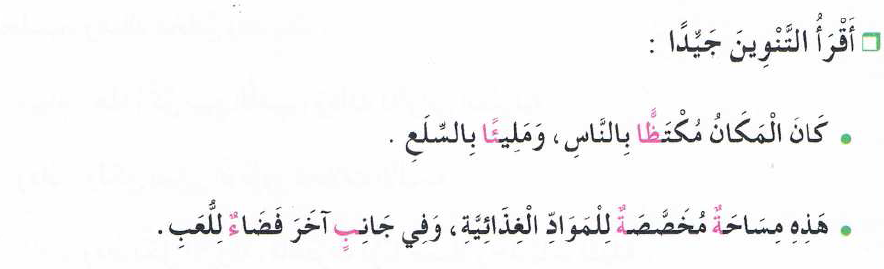 أَقْرَأُ التَّنْوِينَ جَيِّدًا :
• كَانَ الْمَكَانُ مُكْتَظًّا بِالنَّاسِ، وَمَلِيئًا بِالسِّلَعِ .
• هَذِهِ مِسَاحَةٌ مُخَصَّصَةٌ لِلْمَوَادِّ الْغِذَائِيَّةِ، وَفِي جَانِبٍ آخَرَ فَضَاءٌ لِلُّعَبِ.